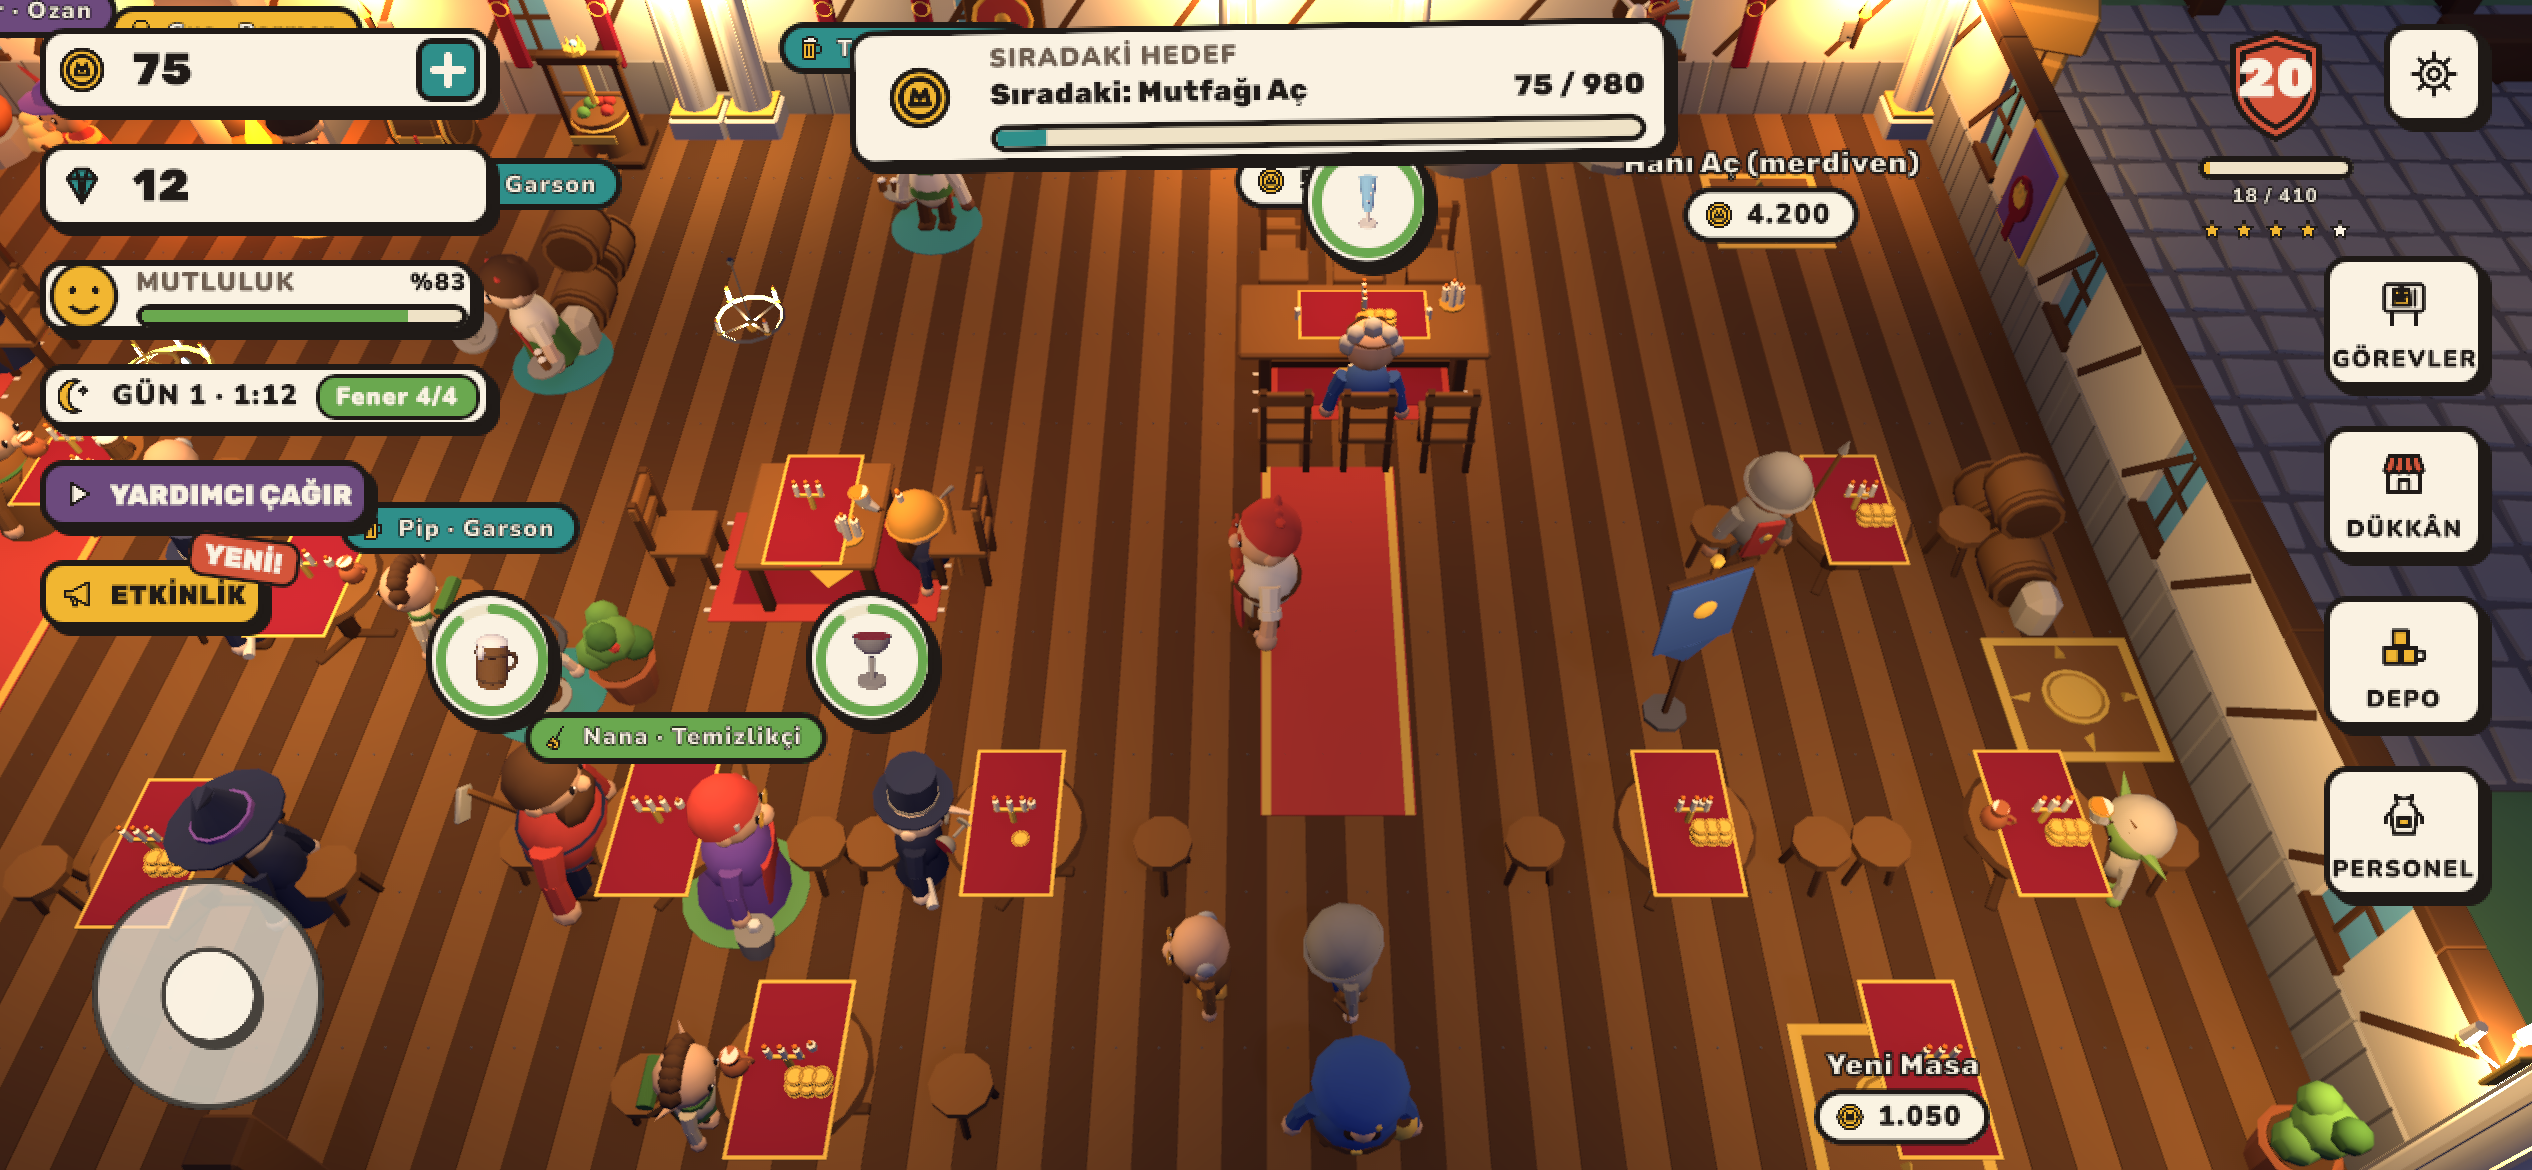 · Ozan
75
SIRADAKİ HEDEF
Sıradaki: Mutfağı Aç
75 / 980
20
18 / 410
12
Garson
Hanı Aç (merdiven)
4.200
MUTLULUK
%83
GÜN 1 · 1:12
Fener 4/4
GÖREVLER
YARDIMCI ÇAĞIR
Pip · Garson
DÜKKÂN
YENİ!
ETKİNLİK
DEPO
Nana · Temizlikçi
PERSONEL
Yeni Masa
1.050